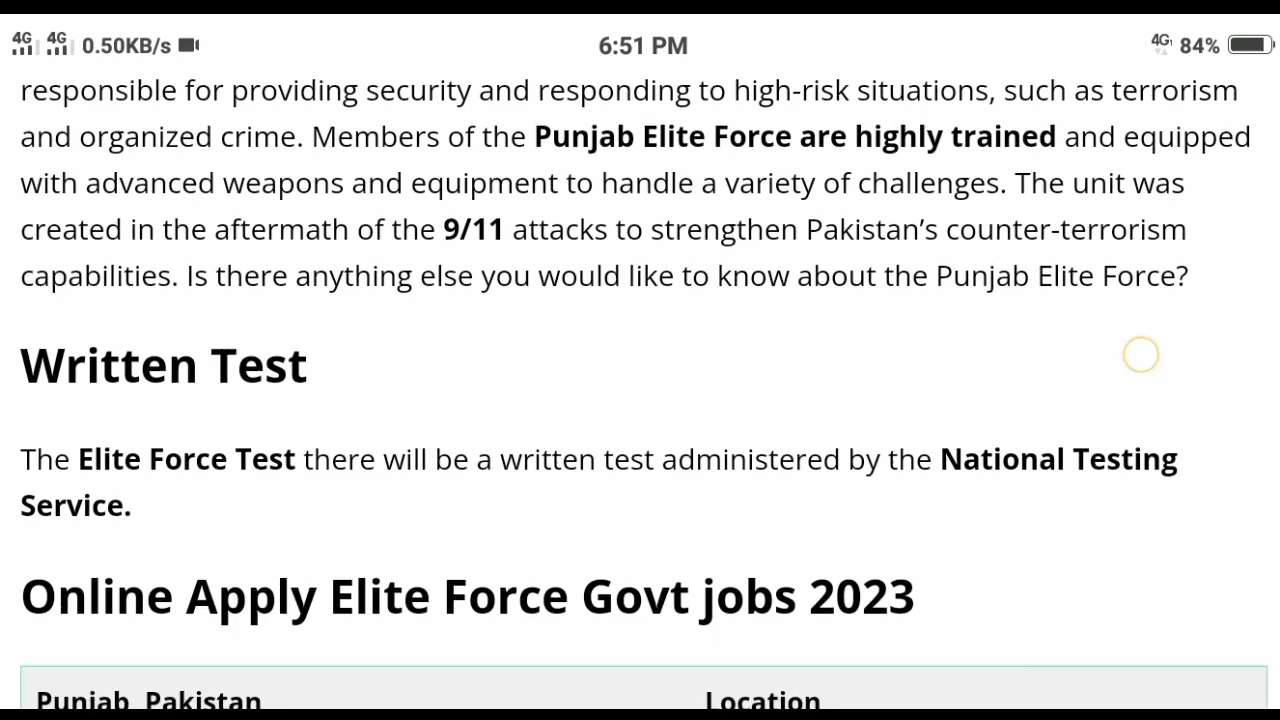 4G 4G 0.50KB/s 6:51 PM 4G 84%
responsible for providing security and responding to high-risk situations, such as terrorism
and organized crime. Members of the Punjab Elite Force are highly trained and equipped
with advanced weapons and equipment to handle a variety of challenges. The unit was
created in the aftermath of the 9/11 attacks to strengthen Pakistan’s counter-terrorism
capabilities. Is there anything else you would like to know about the Punjab Elite Force?
Written Test
The Elite Force Test there will be a written test administered by the National Testing
Service.
Online Apply Elite Force Govt jobs 2023
Punjab, Pakistan Location